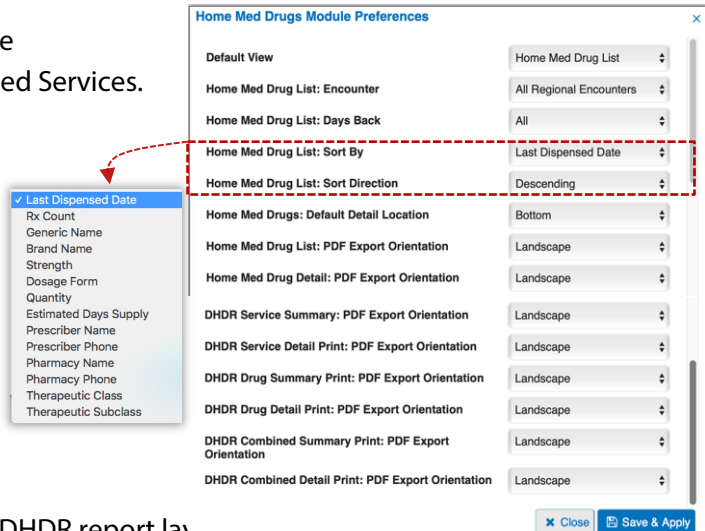 Home Med Drugs Module Preferences ×
e
ed Services.
Default View Home Med Drug List
Home Med Drug List: Encounter All Regional Encounters
Home Med Drug List: Days Back All
Home Med Drug List: Sort By Last Dispensed Date
Home Med Drug List: Sort Direction Descending
Home Med Drugs: Default Detail Location Bottom
Home Med Drug List: PDF Export Orientation Landscape
Home Med Drug Detail: PDF Export Orientation Landscape
DHDR Service Summary: PDF Export Orientation Landscape
DHDR Service Detail Print: PDF Export Orientation Landscape
DHDR Drug Summary Print: PDF Export Orientation Landscape
DHDR Drug Detail Print: PDF Export Orientation Landscape
DHDR Combined Summary Print: PDF Export Landscape
Orientation
DHDR Combined Detail Print: PDF Export Orientation Landscape
✓ Last Dispensed Date
Rx Count
Generic Name
Brand Name
Strength
Dosage Form
Quantity
Estimated Days Supply
Prescriber Name
Prescriber Phone
Pharmacy Name
Pharmacy Phone
Therapeutic Class
Therapeutic Subclass
× Close Save & Apply
DHDR report